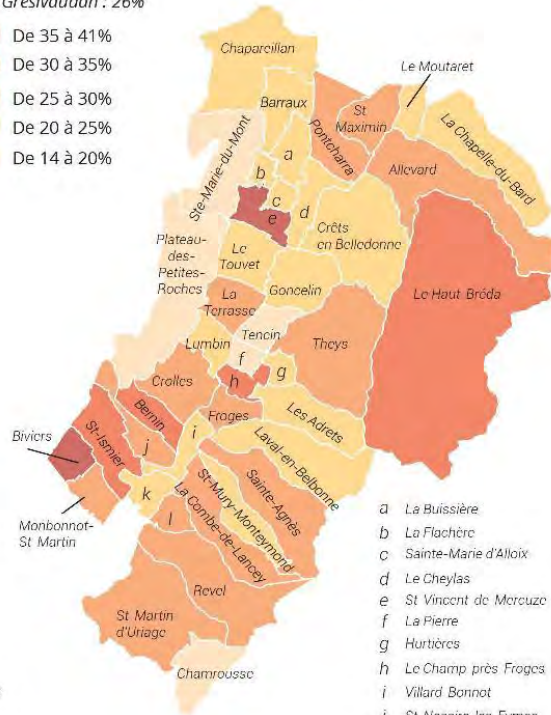 Grésivaudan : 26%
De 35 à 41%
De 30 à 35%
De 25 à 30%
De 20 à 25%
De 14 à 20%
Chapareillan
Le Moutaret
Barraux
St
Maximin
Pontcharra
La Chapelle-du-Bard
Ste-Marie-du-Mont
a
Allevard
b
c
d
e
Crêts
en Belledonne
Plateau-
des-
Petites-
Roches
Le
Touvet
Goncelin
Le Haut Bréda
La
Terrasse
Tencin
Theys
Lumbin
f
g
h
Crolles
Bernin
Froges
Les Adrets
St-Ismier
i
j
Biviers
Laval-en-Belbonne
k
St-Mury-Monteymond
Sainte-Agnès
La Combe-de-Lancey
l
Monbonnot-
St Martin
Revel
St Martin
d'Uriage
Chamrousse
a La Buissière
b La Flachère
c Sainte-Marie d'Alloix
d Le Cheylas
e St Vincent de Mercuze
f La Pierre
g Hurtières
h Le Champ près Froges
i Villard Bonnot